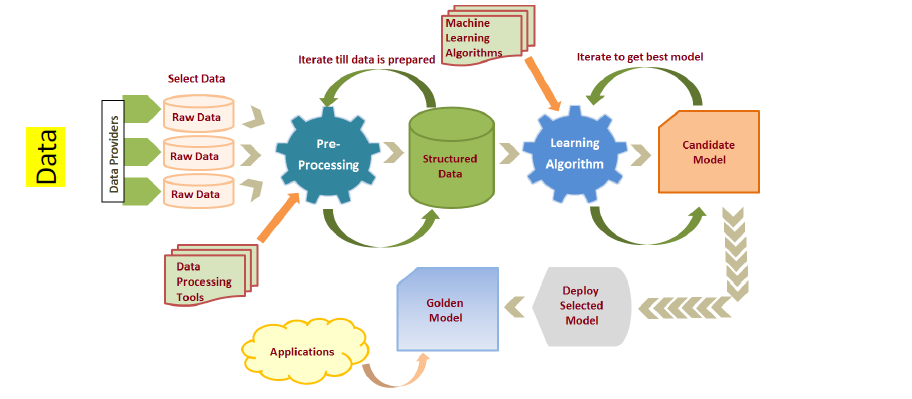 Machine
Learning
Algorithms
Iterate till data is prepared
Iterate to get best model
Select Data
Data
Data Providers
Raw Data
Raw Data
Raw Data
Pre-
Processing
Structured
Data
Learning
Algorithm
Candidate
Model
Data
Processing
Tools
Golden
Model
Deploy
Selected
Model
Applications